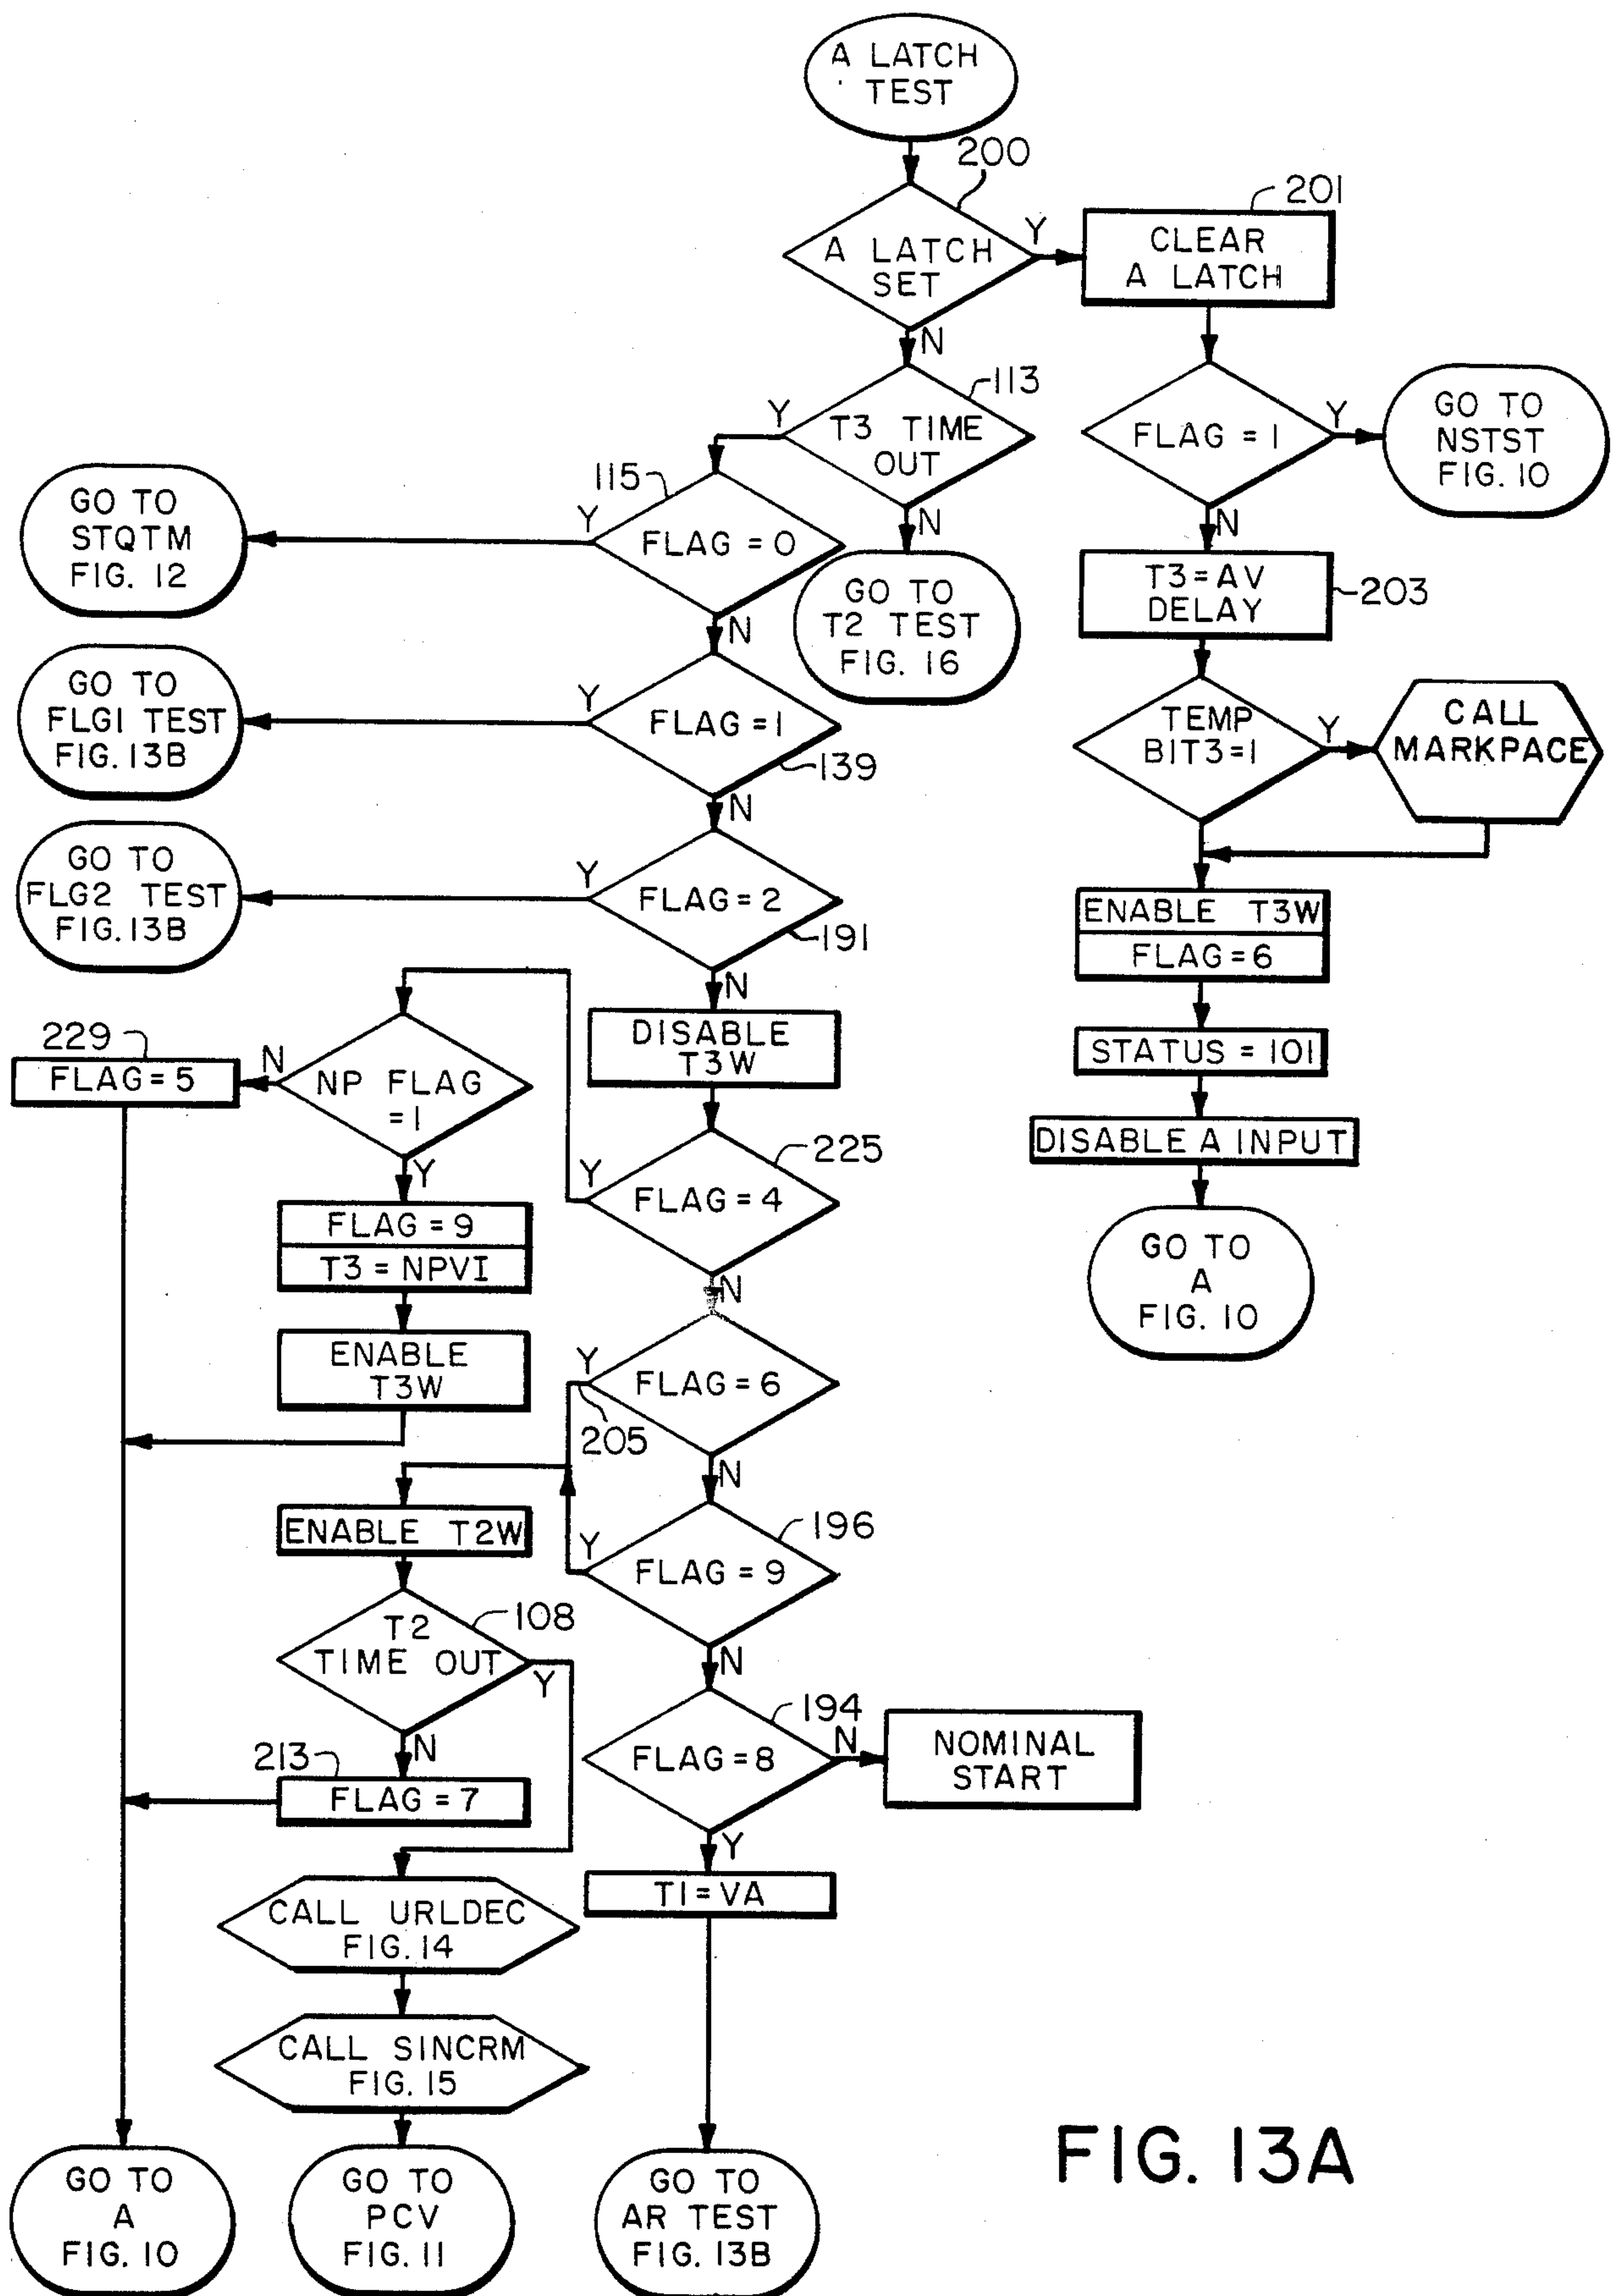 A LATCH
TEST
200
A LATCH
SET
Y
N
201
CLEAR
A LATCH
113
T3 TIME
OUT
Y
N
FLAG = 1
Y
N
GO TO
NSTST
FIG. 10
115
FLAG = 0
Y
N
GO TO
STQTM
FIG. 12
GO TO
T2 TEST
FIG. 16
T3 = AV
DELAY
203
FLAG = 1
Y
139
N
GO TO
FLG1 TEST
FIG. 13B
TEMP
BIT3=1
Y
CALL
MARKPACE
FLAG = 2
Y
191
N
GO TO
FLG2 TEST
FIG. 13B
ENABLE T3W
FLAG = 6
STATUS = 101
DISABLE A INPUT
GO TO
A
FIG. 10
DISABLE
T3W
229
FLAG = 5
N
NP FLAG
= 1
Y
225
FLAG = 4
Y
N
FLAG = 9
T3 = NPVI
ENABLE
T3W
FLAG = 6
Y
205
N
ENABLE T2W
196
FLAG = 9
Y
N
108
T2
TIME OUT
Y
N
194
FLAG = 8
N
Y
NOMINAL
START
213
FLAG = 7
T1 = VA
CALL URLDEC
FIG. 14
CALL SINCRM
FIG. 15
GO TO
A
FIG. 10
GO TO
PCV
FIG. 11
GO TO
AR TEST
FIG. 13B
FIG. 13A